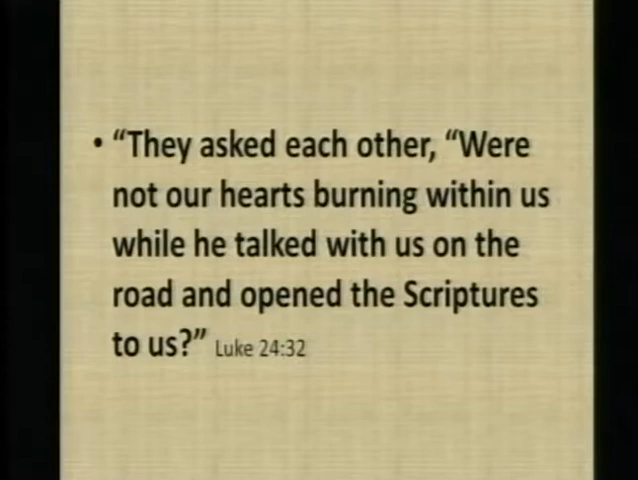 • “They asked each other, “Were
not our hearts burning within us
while he talked with us on the
road and opened the Scriptures
to us?” Luke 24:32